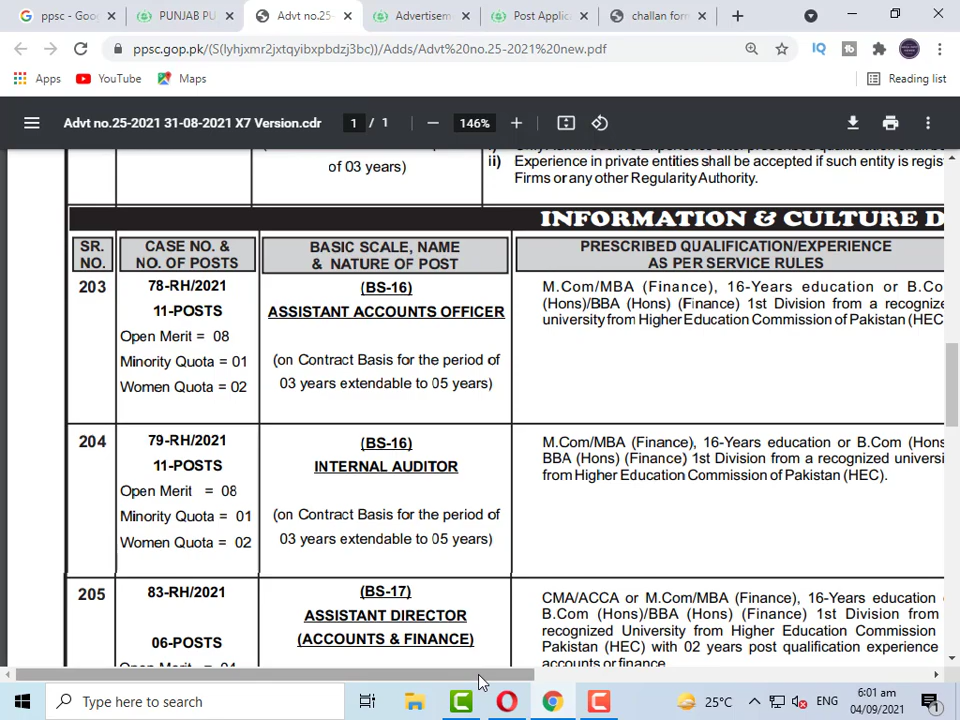 ppsc - Goo
PUNJAB PU
Advt no.25-
Advertisem
Post Applic
challan form
ppsc.gop.pk/(S(lyhjxmr2jxtqyibxpbdzj3bc))/Adds/Advt%20no.25-2021%20new.pdf
IQ
Apps
YouTube
Maps
Reading list
Advt no.25-2021 31-08-2021 X7 Version.cdr
1 / 1
146%
of 03 years)
ii) Experience in private entities shall be accepted if such entity is regis
Firms or any other Regularity Authority.
INFORMATION & CULTURE D
SR. NO.
CASE NO. & NO. OF POSTS
BASIC SCALE, NAME & NATURE OF POST
PRESCRIBED QUALIFICATION/EXPERIENCE AS PER SERVICE RULES
203
78-RH/2021
11-POSTS
Open Merit = 08
Minority Quota = 01
Women Quota = 02
(BS-16)
ASSISTANT ACCOUNTS OFFICER
(on Contract Basis for the period of
03 years extendable to 05 years)
M.Com/MBA (Finance), 16-Years education or B.Co
(Hons)/BBA (Hons) (Finance) 1st Division from a recognize
university from Higher Education Commission of Pakistan (HEC
204
79-RH/2021
11-POSTS
Open Merit = 08
Minority Quota = 01
Women Quota = 02
(BS-16)
INTERNAL AUDITOR
(on Contract Basis for the period of
03 years extendable to 05 years)
M.Com/MBA (Finance), 16-Years education or B.Com (Hons
BBA (Hons) (Finance) 1st Division from a recognized universi
from Higher Education Commission of Pakistan (HEC).
205
83-RH/2021
06-POSTS
(BS-17)
ASSISTANT DIRECTOR
(ACCOUNTS & FINANCE)
CMA/ACCA or M.Com/MBA (Finance), 16-Years education
B.Com (Hons)/BBA (Hons) (Finance) 1st Division from
recognized University from Higher Education Commission
Pakistan (HEC) with 02 years post qualification experience
accounts or finance.
Type here to search
25°C
ENG
6:01 am
04/09/2021
1